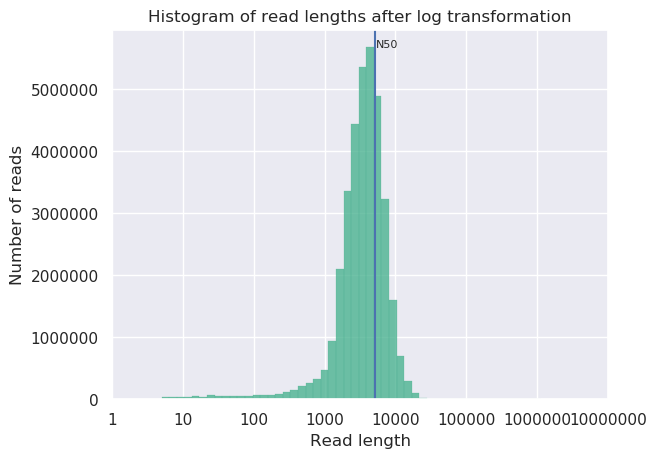 Histogram of read lengths after log transformation
N50
5000000
4000000
3000000
2000000
1000000
0
Number of reads
1 10 100 1000 10000 100000 1000000 10000000
Read length